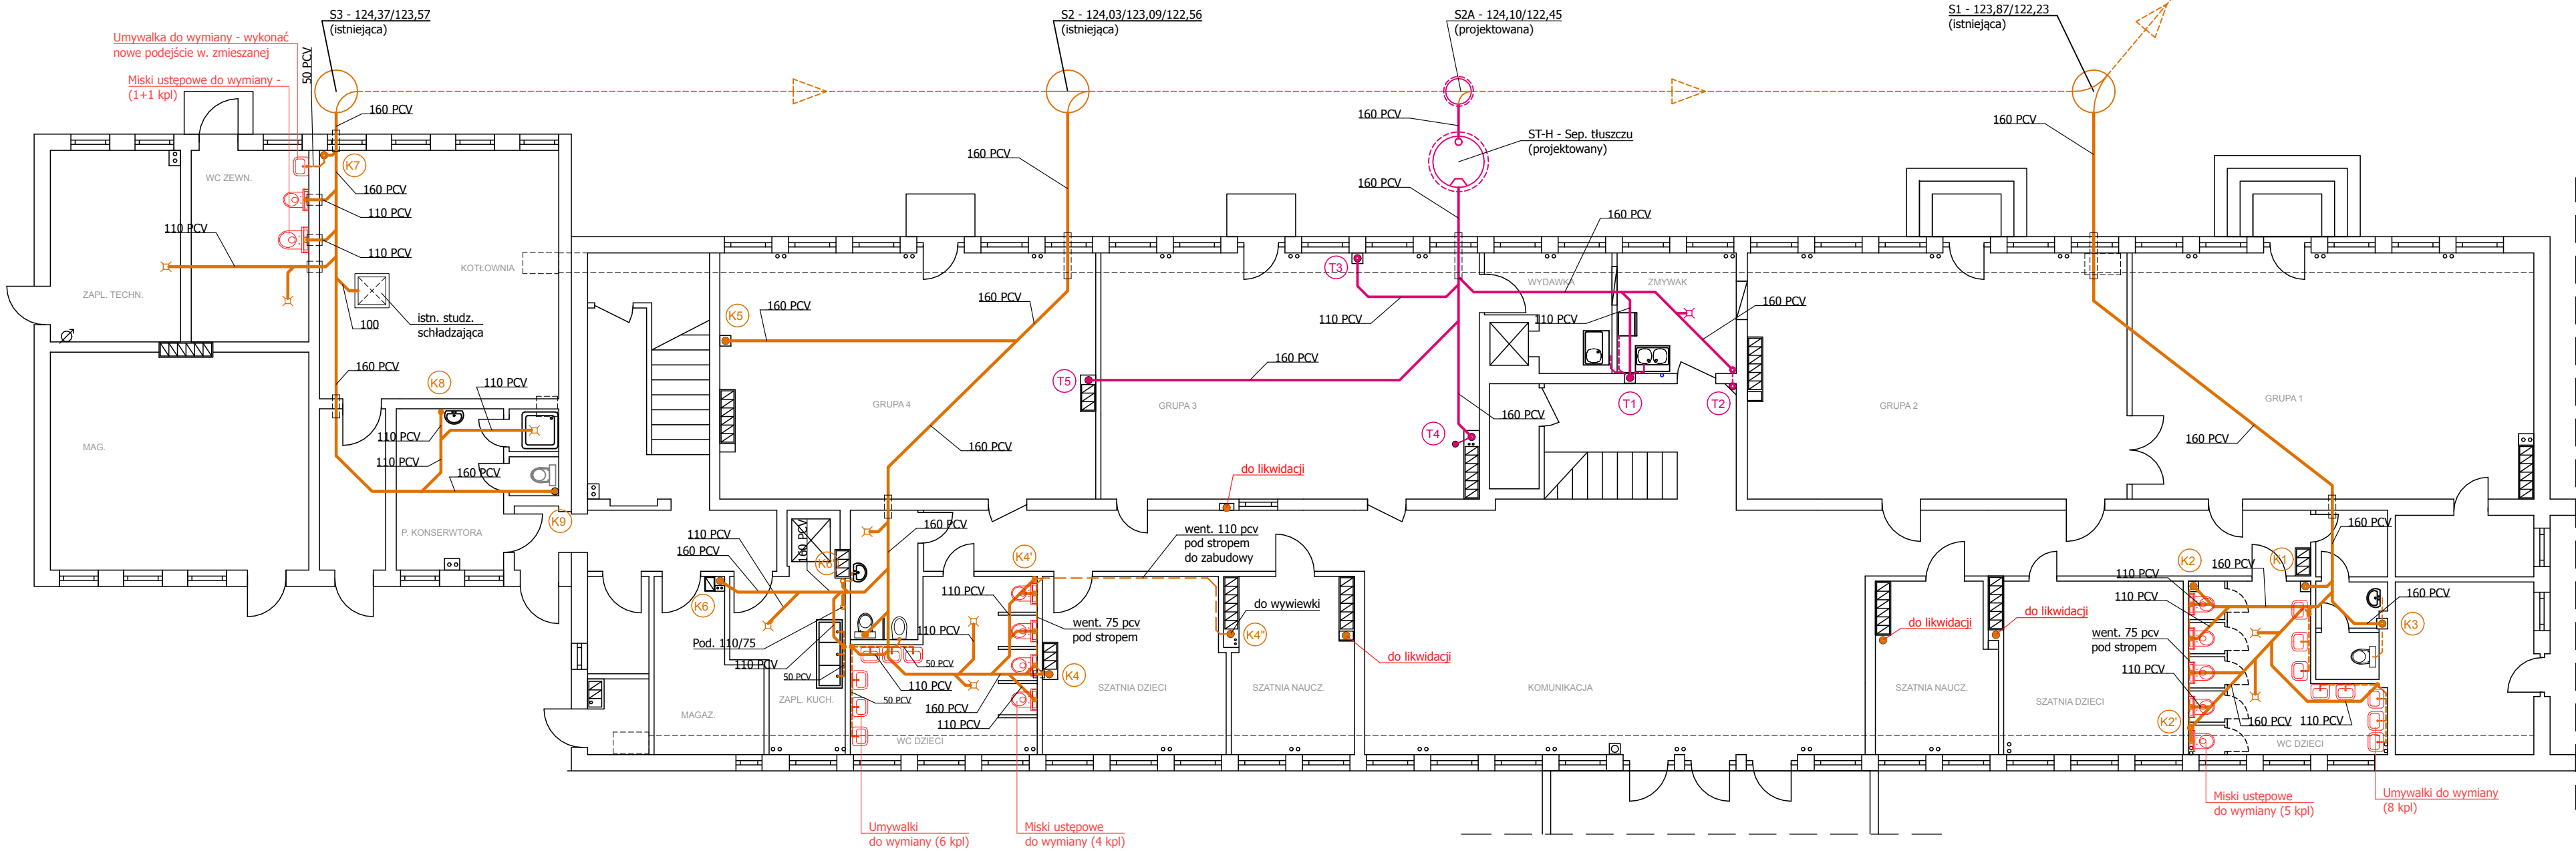 S3 - 124,37/123,57
(istniejąca)
S2 - 124,03/123,09/122,56
(istniejąca)
S2A - 124,10/122,45
(projektowana)
S1 - 123,87/122,23
(istniejąca)
Umywalka do wymiany - wykonać
nowe podejście w. zmieszanej
Miski ustępowe do wymiany -
(1+1 kpl)
50 PCV
160 PCV
160 PCV
160 PCV
160 PCV
ST-H - Sep. tłuszczu
(projektowany)
160 PCV
K7
WC ZEWN.
160 PCV
110 PCV
110 PCV
110 PCV
KOTŁOWNIA
ZAPL. TECHN.
100
istn. studz.
schładzająca
160 PCV
K8
110 PCV
110 PCV
110 PCV
160 PCV
MAG.
K9
P. KONSERWTORA
K5
160 PCV
160 PCV
GRUPA 4
160 PCV
T3
110 PCV
160 PCV
T5
GRUPA 3
160 PCV
T4
160 PCV
WYDAWKA
ZMYWAK
110 PCV
160 PCV
T1
T2
GRUPA 2
GRUPA 1
160 PCV
do likwidacji
went. 110 pcv
pod stropem
do zabudowy
110 PCV
160 PCV
160 PCV
160 PCV
K6
Pod. 110/75
110 PCV
50 PCV
MAGAZ.
ZAPL. KUCH.
K4'
110 PCV
went. 75 pcv
pod stropem
110 PCV
50 PCV
110 PCV
50 PCV
160 PCV
110 PCV
K4
WC DZIECI
SZATNIA DZIECI
K4"
do wywiewki
SZATNIA NAUCZ.
do likwidacji
KOMUNIKACJA
do likwidacji
SZATNIA NAUCZ.
do likwidacji
SZATNIA DZIECI
K2
160 PCV
K1
110 PCV
110 PCV
went. 75 pcv
pod stropem
110 PCV
K2'
160 PCV
110 PCV
WC DZIECI
160 PCV
160 PCV
K3
Umywalki
do wymiany (6 kpl)
Miski ustępowe
do wymiany (4 kpl)
Miski ustępowe
do wymiany (5 kpl)
Umywalki do wymiany
(8 kpl)